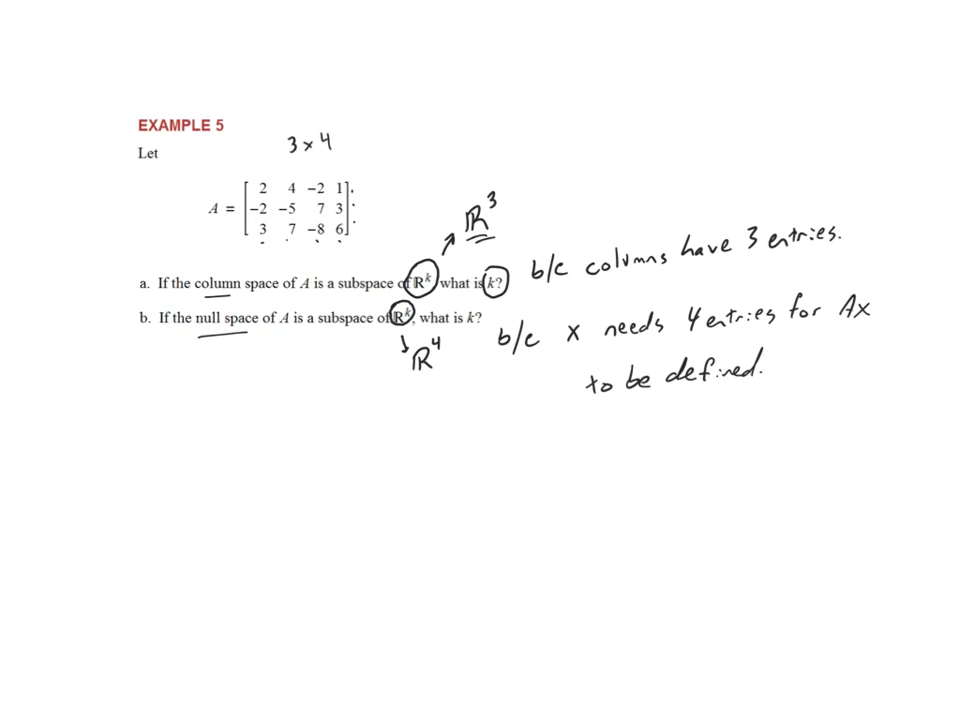 EXAMPLE 5
Let
3 x 4
A = [ 2 4 −2 1
−2 −5 7 3
3 7 −8 6 ].
ℝ³
a. If the column space of A is a subspace of ℝᵏ, what is k?
b/c columns have 3 entries.
b. If the null space of A is a subspace of ℝᵏ, what is k?
b/c x needs 4 entries for Ax
to be defined.
ℝ⁴